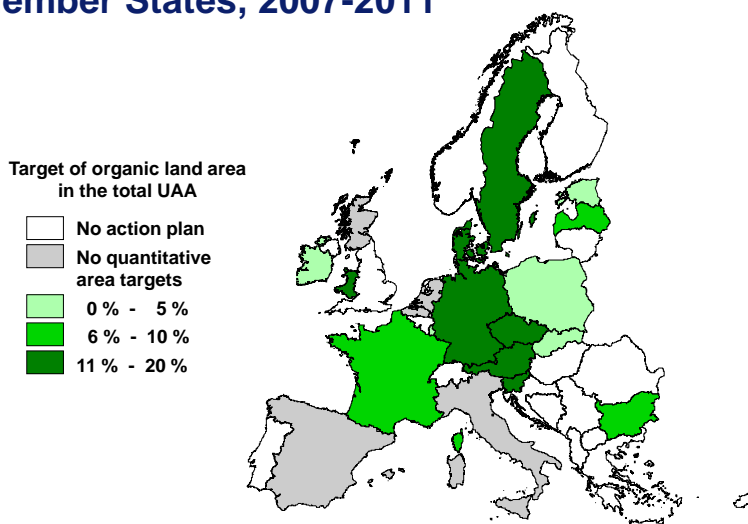 ember States, 2007-2011
Target of organic land area
in the total UAA
No action plan
No quantitative
area targets
0 % - 5 %
6 % - 10 %
11 % - 20 %